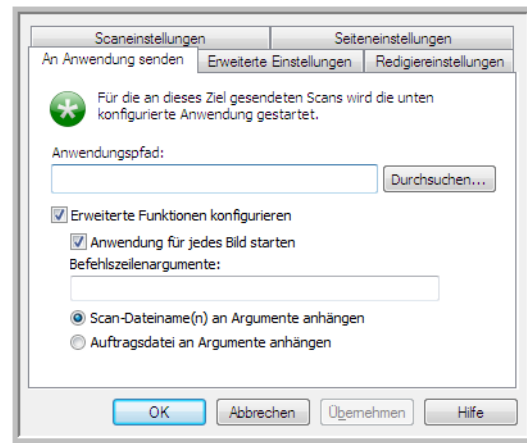 Scaneinstellungen
Seiteneinstellungen
An Anwendung senden
Erweiterte Einstellungen
Redigiereinstellungen
Für die an dieses Ziel gesendeten Scans wird die unten
konfigurierte Anwendung gestartet.
Anwendungspfad:
Durchsuchen...
Erweiterte Funktionen konfigurieren
Anwendung für jedes Bild starten
Befehlszeilenargumente:
Scan-Dateiname(n) an Argumente anhängen
Auftragsdatei an Argumente anhängen
OK
Abbrechen
Übernehmen
Hilfe